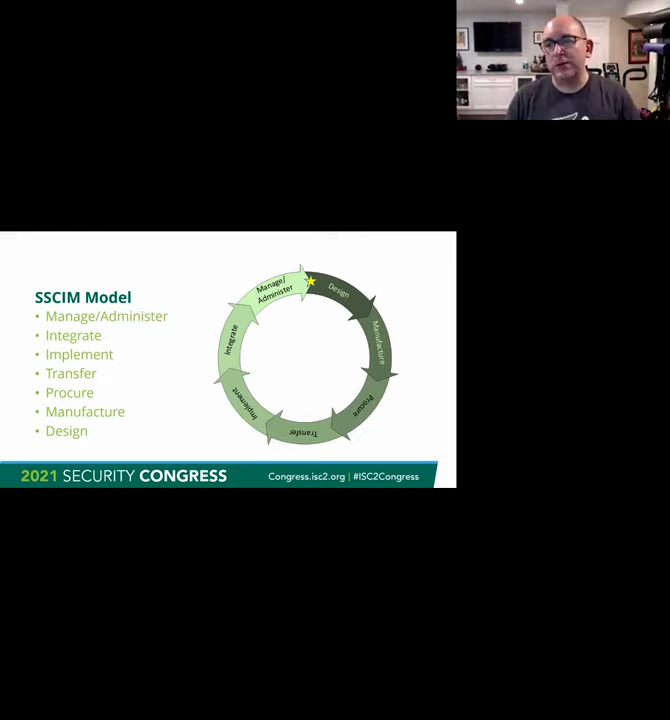 SSCIM Model
• Manage/Administer
• Integrate
• Implement
• Transfer
• Procure
• Manufacture
• Design
Manage/
Administer
Design
Manufacture
Procure
Transfer
Implement
Integrate
2021 SECURITY CONGRESS
Congress.isc2.org | #ISC2Congress